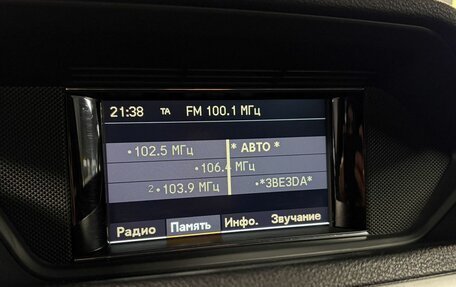 21:38 TA FM 100.1 МГц
•102.5 МГц * АВТО *
•106.4 МГц
2•103.9 МГц •*ЗВЕЗDА*
Радио Память Инфо. Звучание